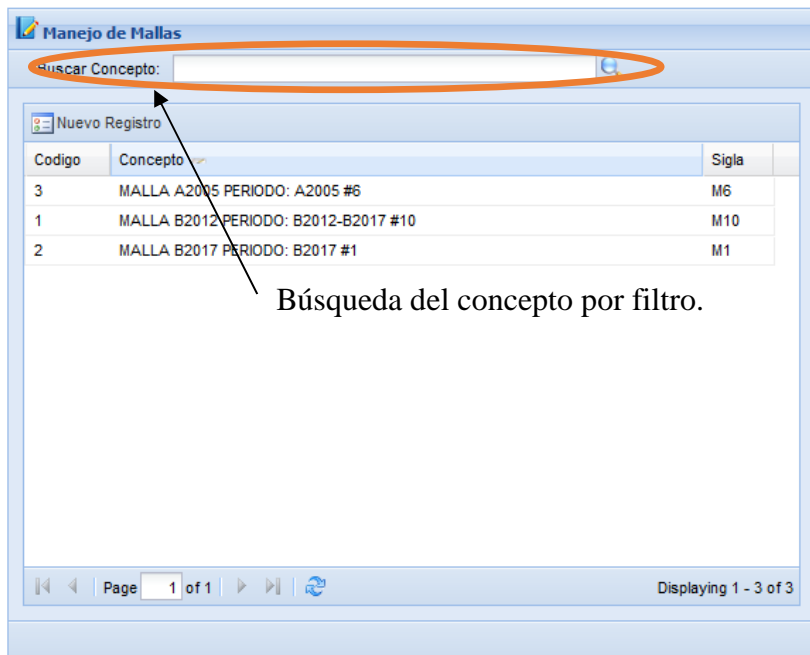 Manejo de Mallas
Buscar Concepto:
Nuevo Registro
Codigo Concepto Sigla
3 MALLA A2005 PERIODO: A2005 #6 M6
1 MALLA B2012 PERIODO: B2012-B2017 #10 M10
2 MALLA B2017 PERIODO: B2017 #1 M1
Búsqueda del concepto por filtro.
Page 1 of 1 Displaying 1 - 3 of 3